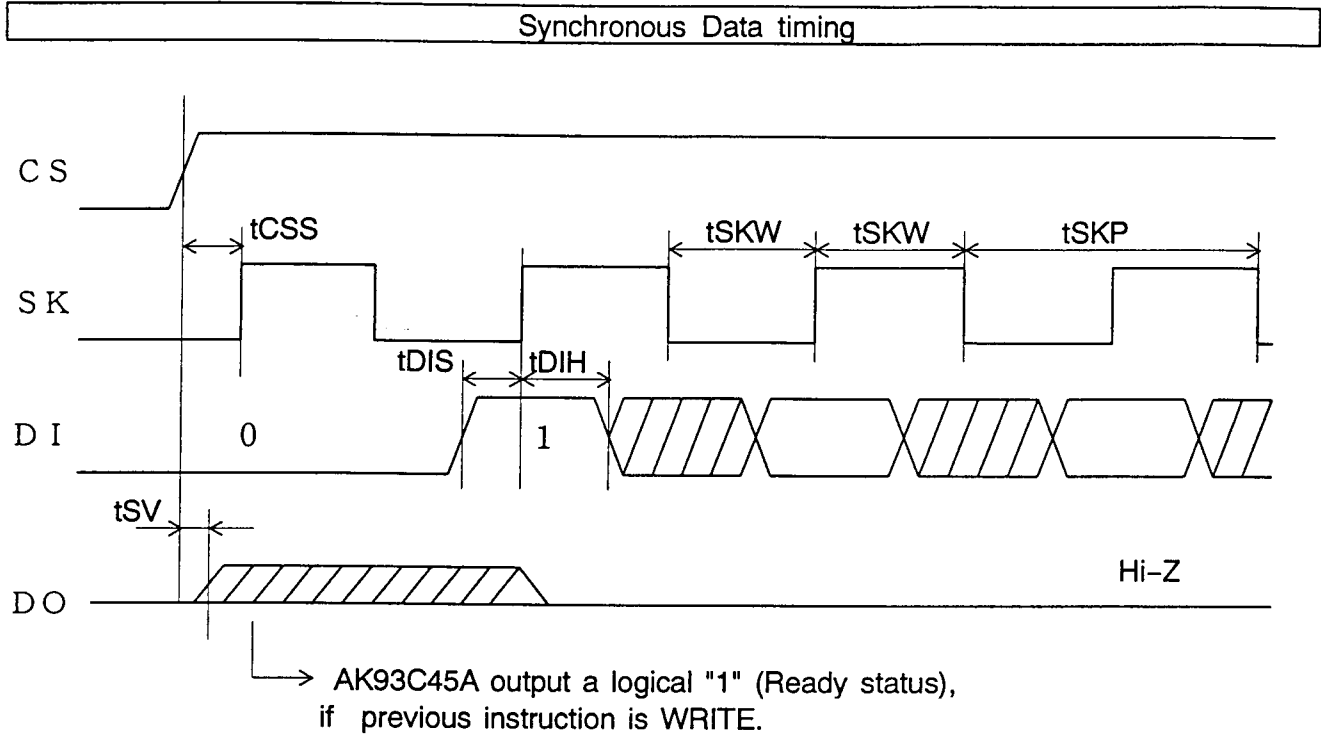 Synchronous Data timing
CS
tCSS
tSKW
tSKW
tSKP
SK
tDIS
tDIH
DI
0
1
tSV
Hi-Z
DO
AK93C45A output a logical "1" (Ready status),
if previous instruction is WRITE.